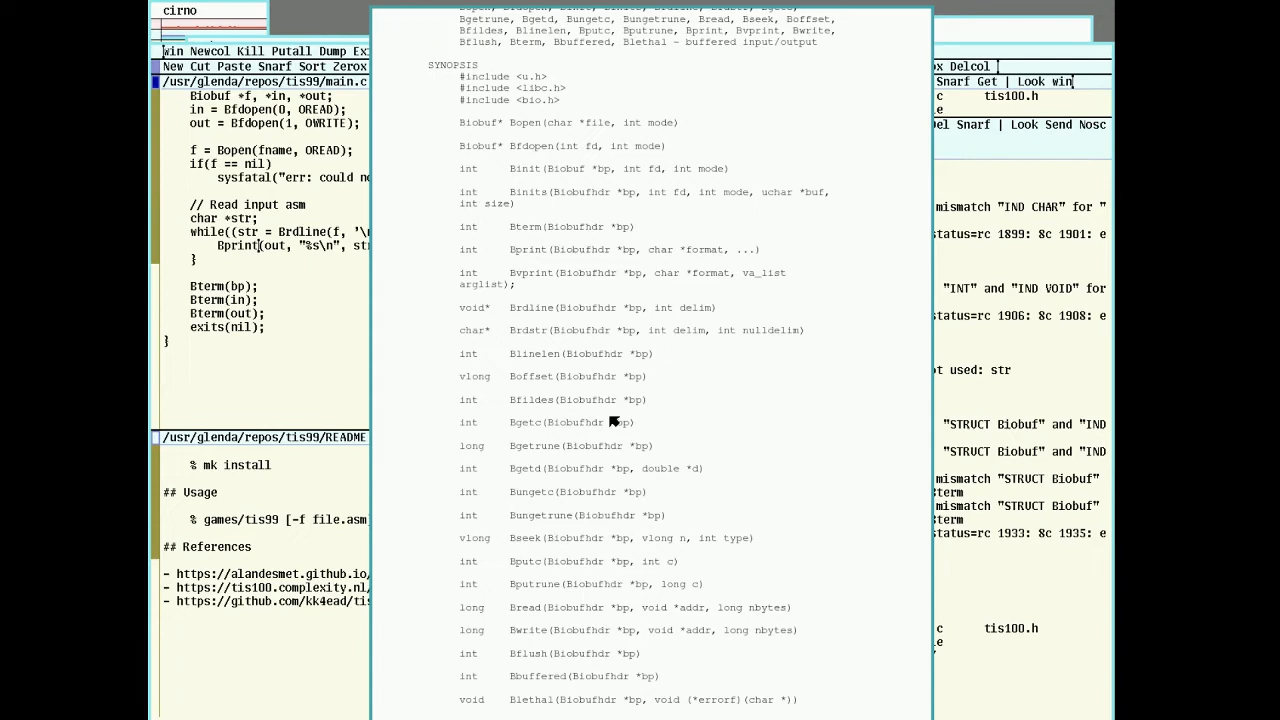 cirno
Win Newcol Kill Putall Dump Ex
New Cut Paste Snarf Sort Zerox
/usr/glenda/repos/tis99/main.c
Biobuf *f, *in, *out;
in = Bfdopen(0, OREAD);
out = Bfdopen(1, OWRITE);
f = Bopen(fname, OREAD);
if(f == nil)
sysfatal("err: could no
// Read input asm
char *str;
while((str = Brdline(f, '\n
Bprint(out, "%s\n", str
}
Bterm(bp);
Bterm(in);
Bterm(out);
exits(nil);
}
/usr/glenda/repos/tis99/README
% mk install
## Usage
% games/tis99 [-f file.asm]
## References
- https://alandesmet.github.io/
- https://tis100.complexity.nl/
- https://github.com/kk4ead/tis
Bgetrune, Bgetd, Bungetc, Bungetrune, Bread, Bseek, Boffset,
Bfildes, Blinelen, Bputc, Bputrune, Bprint, Bvprint, Bwrite,
Bflush, Bterm, Bbuffered, Blethal - buffered input/output
SYNOPSIS
#include <u.h>
#include <libc.h>
#include <bio.h>
Biobuf* Bopen(char *file, int mode)
Biobuf* Bfdopen(int fd, int mode)
int Binit(Biobuf *bp, int fd, int mode)
int Binits(Biobufhdr *bp, int fd, int mode, uchar *buf,
int size)
int Bterm(Biobufhdr *bp)
int Bprint(Biobufhdr *bp, char *format, ...)
int Bvprint(Biobufhdr *bp, char *format, va_list
arglist);
void* Brdline(Biobufhdr *bp, int delim)
char* Brdstr(Biobufhdr *bp, int delim, int nulldelim)
int Blinelen(Biobufhdr *bp)
vlong Boffset(Biobufhdr *bp)
int Bfildes(Biobufhdr *bp)
int Bgetc(Biobufhdr *bp)
long Bgetrune(Biobufhdr *bp)
int Bgetd(Biobufhdr *bp, double *d)
int Bungetc(Biobufhdr *bp)
int Bungetrune(Biobufhdr *bp)
vlong Bseek(Biobufhdr *bp, vlong n, int type)
int Bputc(Biobufhdr *bp, int c)
int Bputrune(Biobufhdr *bp, long c)
long Bread(Biobufhdr *bp, void *addr, long nbytes)
long Bwrite(Biobufhdr *bp, void *addr, long nbytes)
int Bflush(Biobufhdr *bp)
int Bbuffered(Biobufhdr *bp)
void Blethal(Biobufhdr *bp, void (*errorf)(char *))
ox Delcol
Snarf Get | Look win
c tis100.h
le
Del Snarf | Look Send Nosc
mismatch "IND CHAR" for "
status=rc 1899: 8c 1901: e
"INT" and "IND VOID" for
status=rc 1906: 8c 1908: e
ot used: str
"STRUCT Biobuf" and "IND
"STRUCT Biobuf" and "IND
mismatch "STRUCT Biobuf"
Bterm
mismatch "STRUCT Biobuf"
Bterm
status=rc 1933: 8c 1935: e
c tis100.h
le